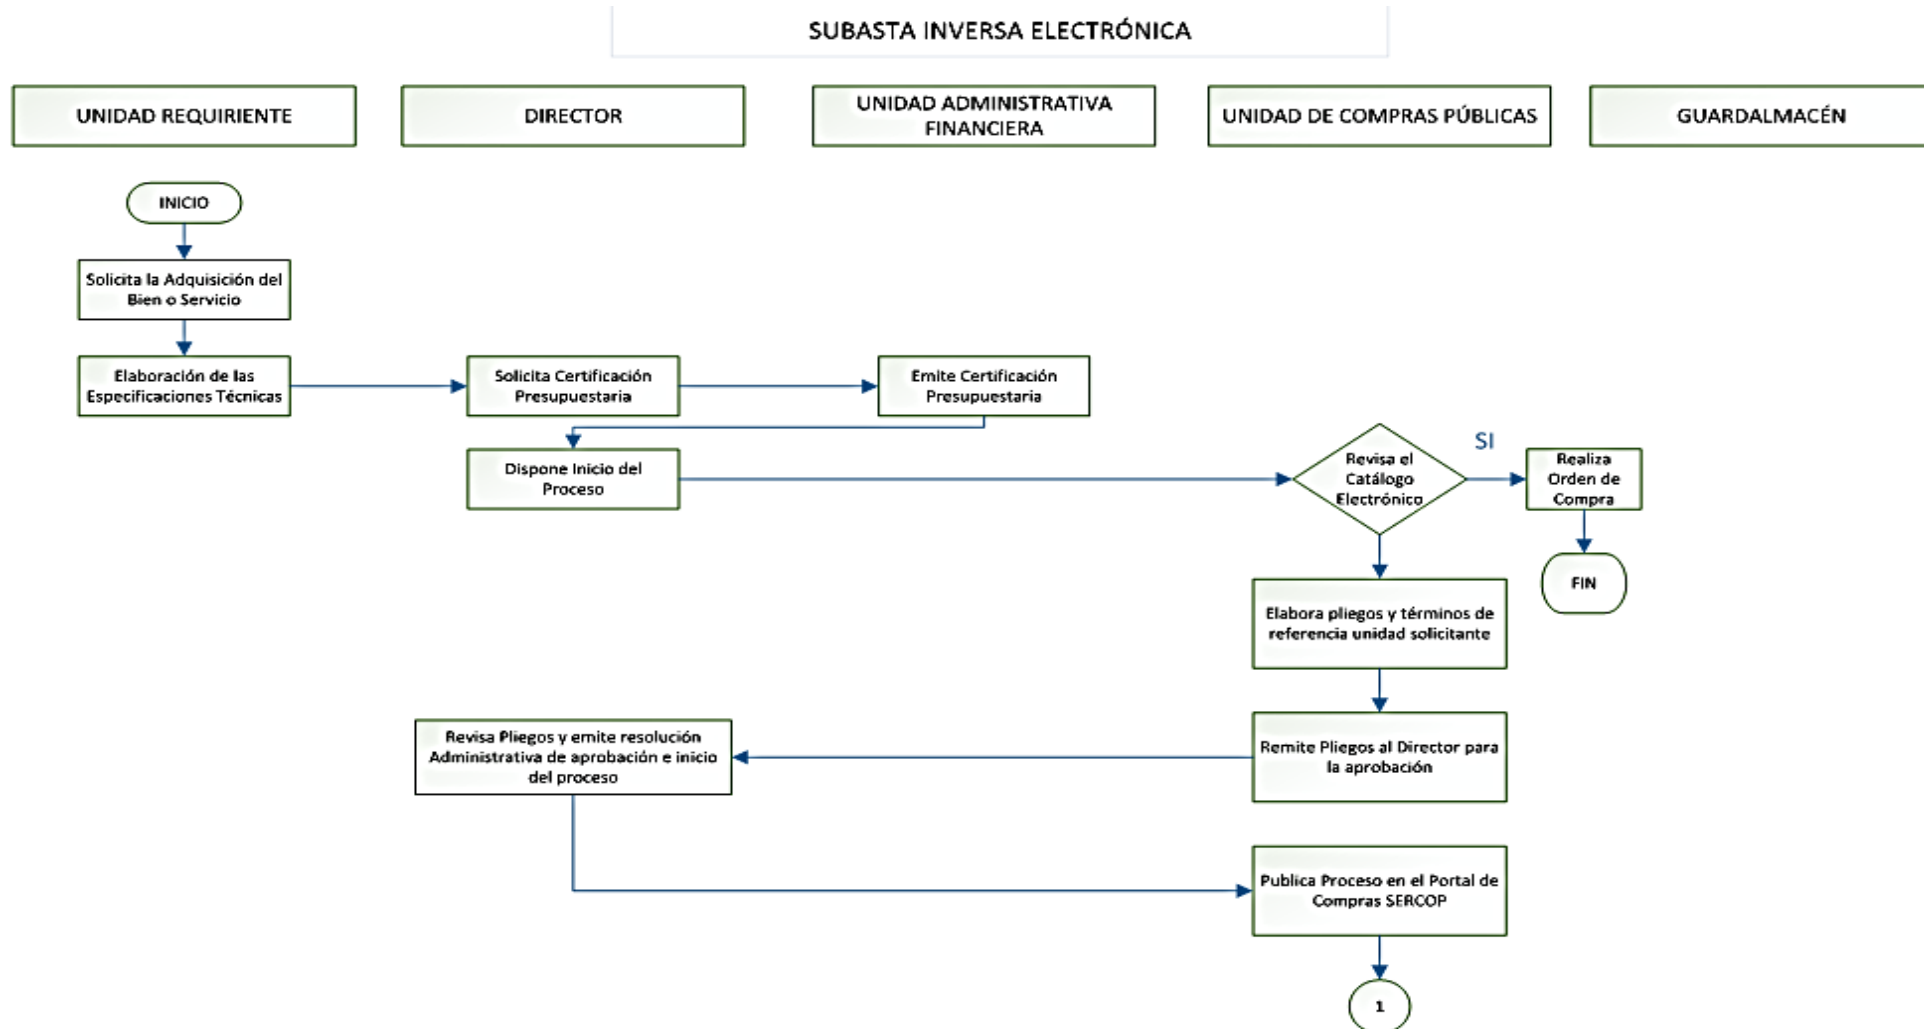 SUBASTA INVERSA ELECTRÓNICA
UNIDAD REQUIRIENTE
DIRECTOR
UNIDAD ADMINISTRATIVA
FINANCIERA
UNIDAD DE COMPRAS PÚBLICAS
GUARDALMACÉN
INICIO
Solicita la Adquisición del
Bien o Servicio
Elaboración de las
Especificaciones Técnicas
Solicita Certificación
Presupuestaria
Emite Certificación
Presupuestaria
Dispone Inicio del
Proceso
Revisa el
Catálogo
Electrónico
SI
Realiza
Orden de
Compra
FIN
Elabora pliegos y términos de
referencia unidad solicitante
Remite Pliegos al Director para
la aprobación
Revisa Pliegos y emite resolución
Administrativa de aprobación e inicio
del proceso
Publica Proceso en el Portal de
Compras SERCOP
1